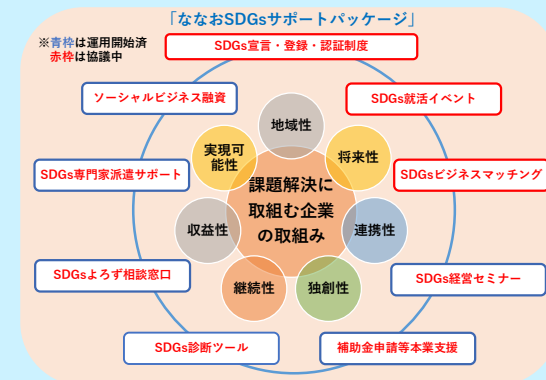 「ななおSDGsサポートパッケージ」
※青枠は運用開始済
赤枠は協議中
SDGs宣言・登録・認証制度
ソーシャルビジネス融資
SDGs就活イベント
地域性
実現可
能性
将来性
SDGs専門家派遣サポート
課題解決に
取組む企業
の取組み
SDGsビジネスマッチング
収益性
連携性
SDGsよろず相談窓口
継続性
独創性
SDGs経営セミナー
SDGs診断ツール
補助金申請等本業支援